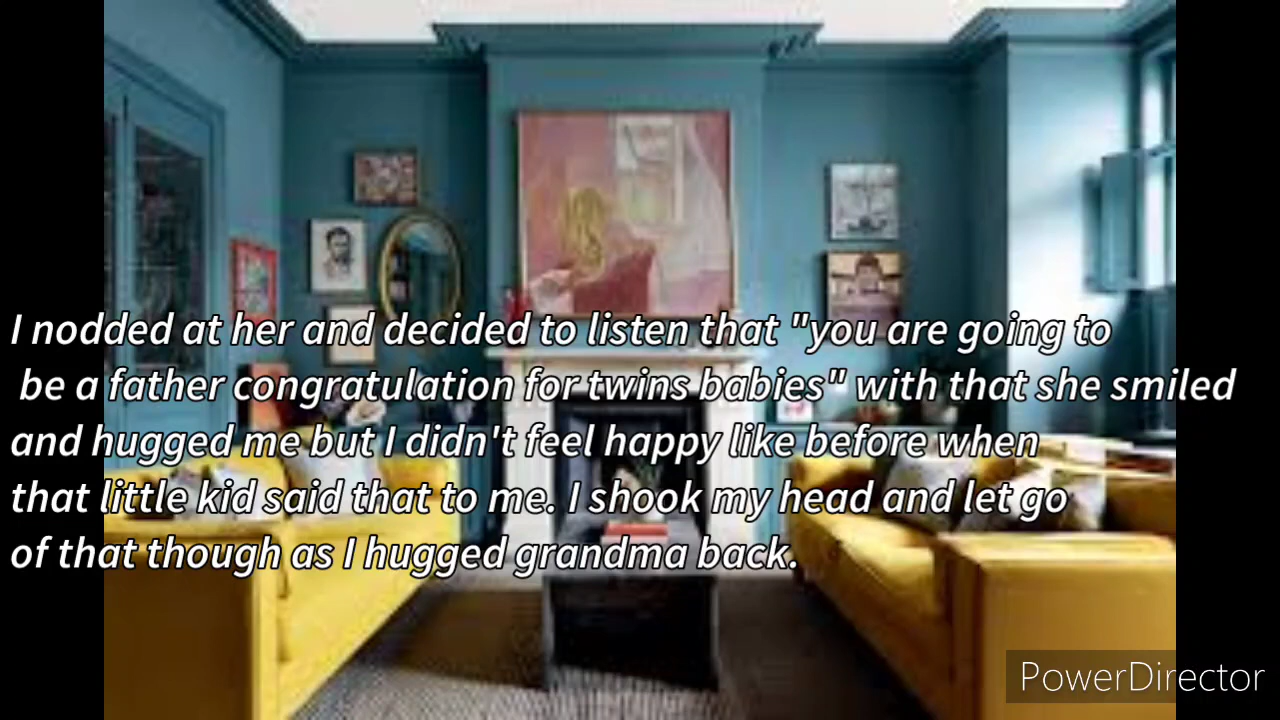 I nodded at her and decided to listen that "you are going to
be a father congratulation for twins babies" with that she smiled
and hugged me but I didn't feel happy like before when
that little kid said that to me. I shook my head and let go
of that though as I hugged grandma back.
PowerDirector